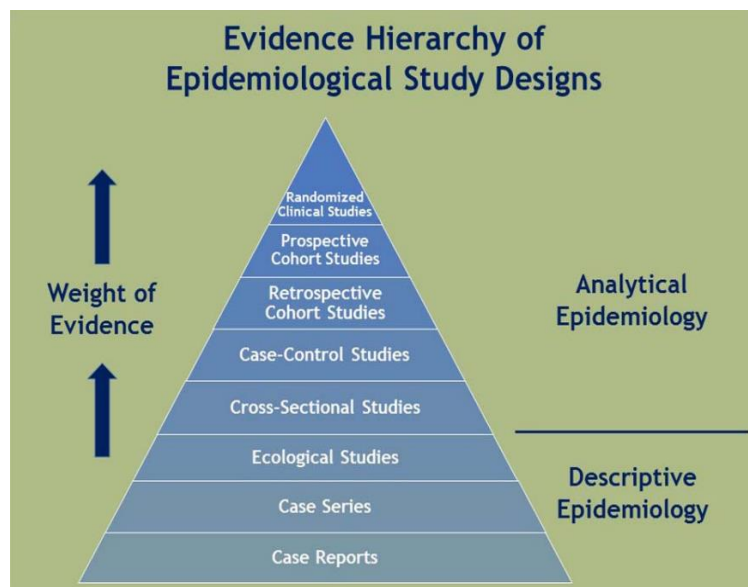 Evidence Hierarchy of
Epidemiological Study Designs
Randomized
Clinical Studies
Prospective
Cohort Studies
Retrospective
Cohort Studies
Case-Control Studies
Cross-Sectional Studies
Ecological Studies
Case Series
Case Reports
Weight of
Evidence
Analytical
Epidemiology
Descriptive
Epidemiology